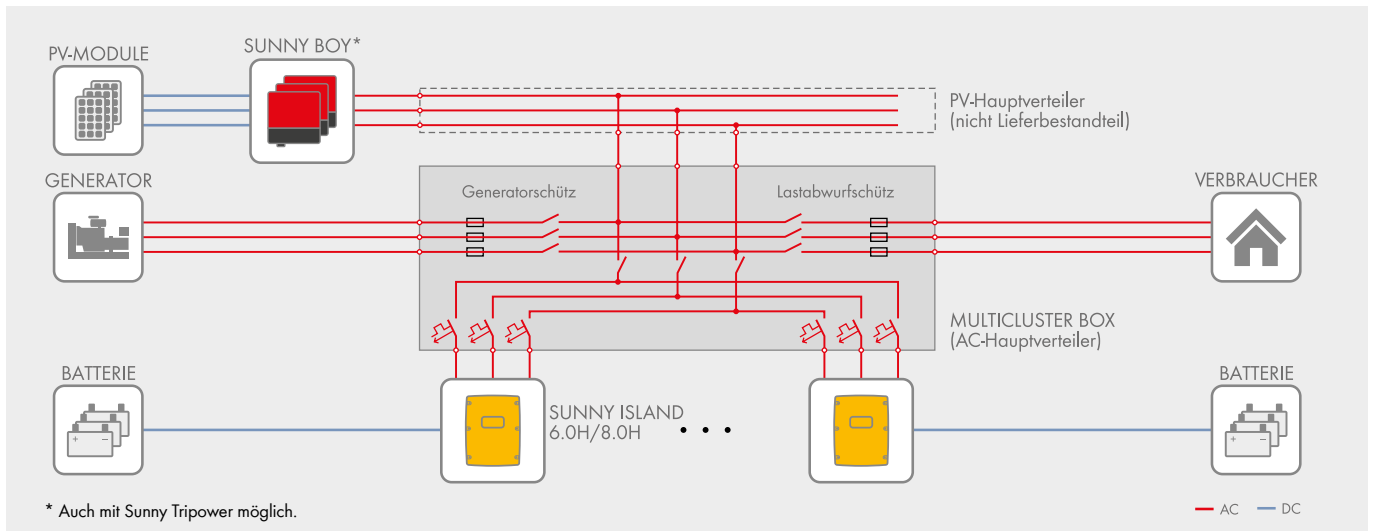 PV-MODULE
SUNNY BOY*
PV-Hauptverteiler
(nicht Lieferbestandteil)
GENERATOR
Generatorschütz
Lastabwurfschütz
VERBRAUCHER
MULTICLUSTER BOX
(AC-Hauptverteiler)
BATTERIE
SUNNY ISLAND
6.0H/8.0H
BATTERIE
* Auch mit Sunny Tripower möglich.
AC
DC